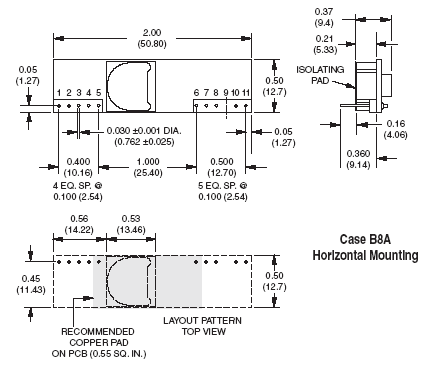 2.00
(50.80)
0.37
(9.4)
0.21
(5.33)
0.05
(1.27)
1 2 3 4 5
6 7 8 9 10 11
0.50
(12.7)
ISOLATING
PAD
0.030 ±0.001 DIA.
(0.762 ±0.025)
0.05
(1.27)
0.16
(4.06)
0.400
(10.16)
4 EQ. SP. @
0.100 (2.54)
1.000
(25.40)
0.500
(12.70)
5 EQ. SP. @
0.100 (2.54)
0.360
(9.14)
0.56
(14.22)
0.53
(13.46)
Case B8A
Horizontal Mounting
0.45
(11.43)
0.50
(12.7)
RECOMMENDED
COPPER PAD
ON PCB (0.55 SQ. IN.)
LAYOUT PATTERN
TOP VIEW